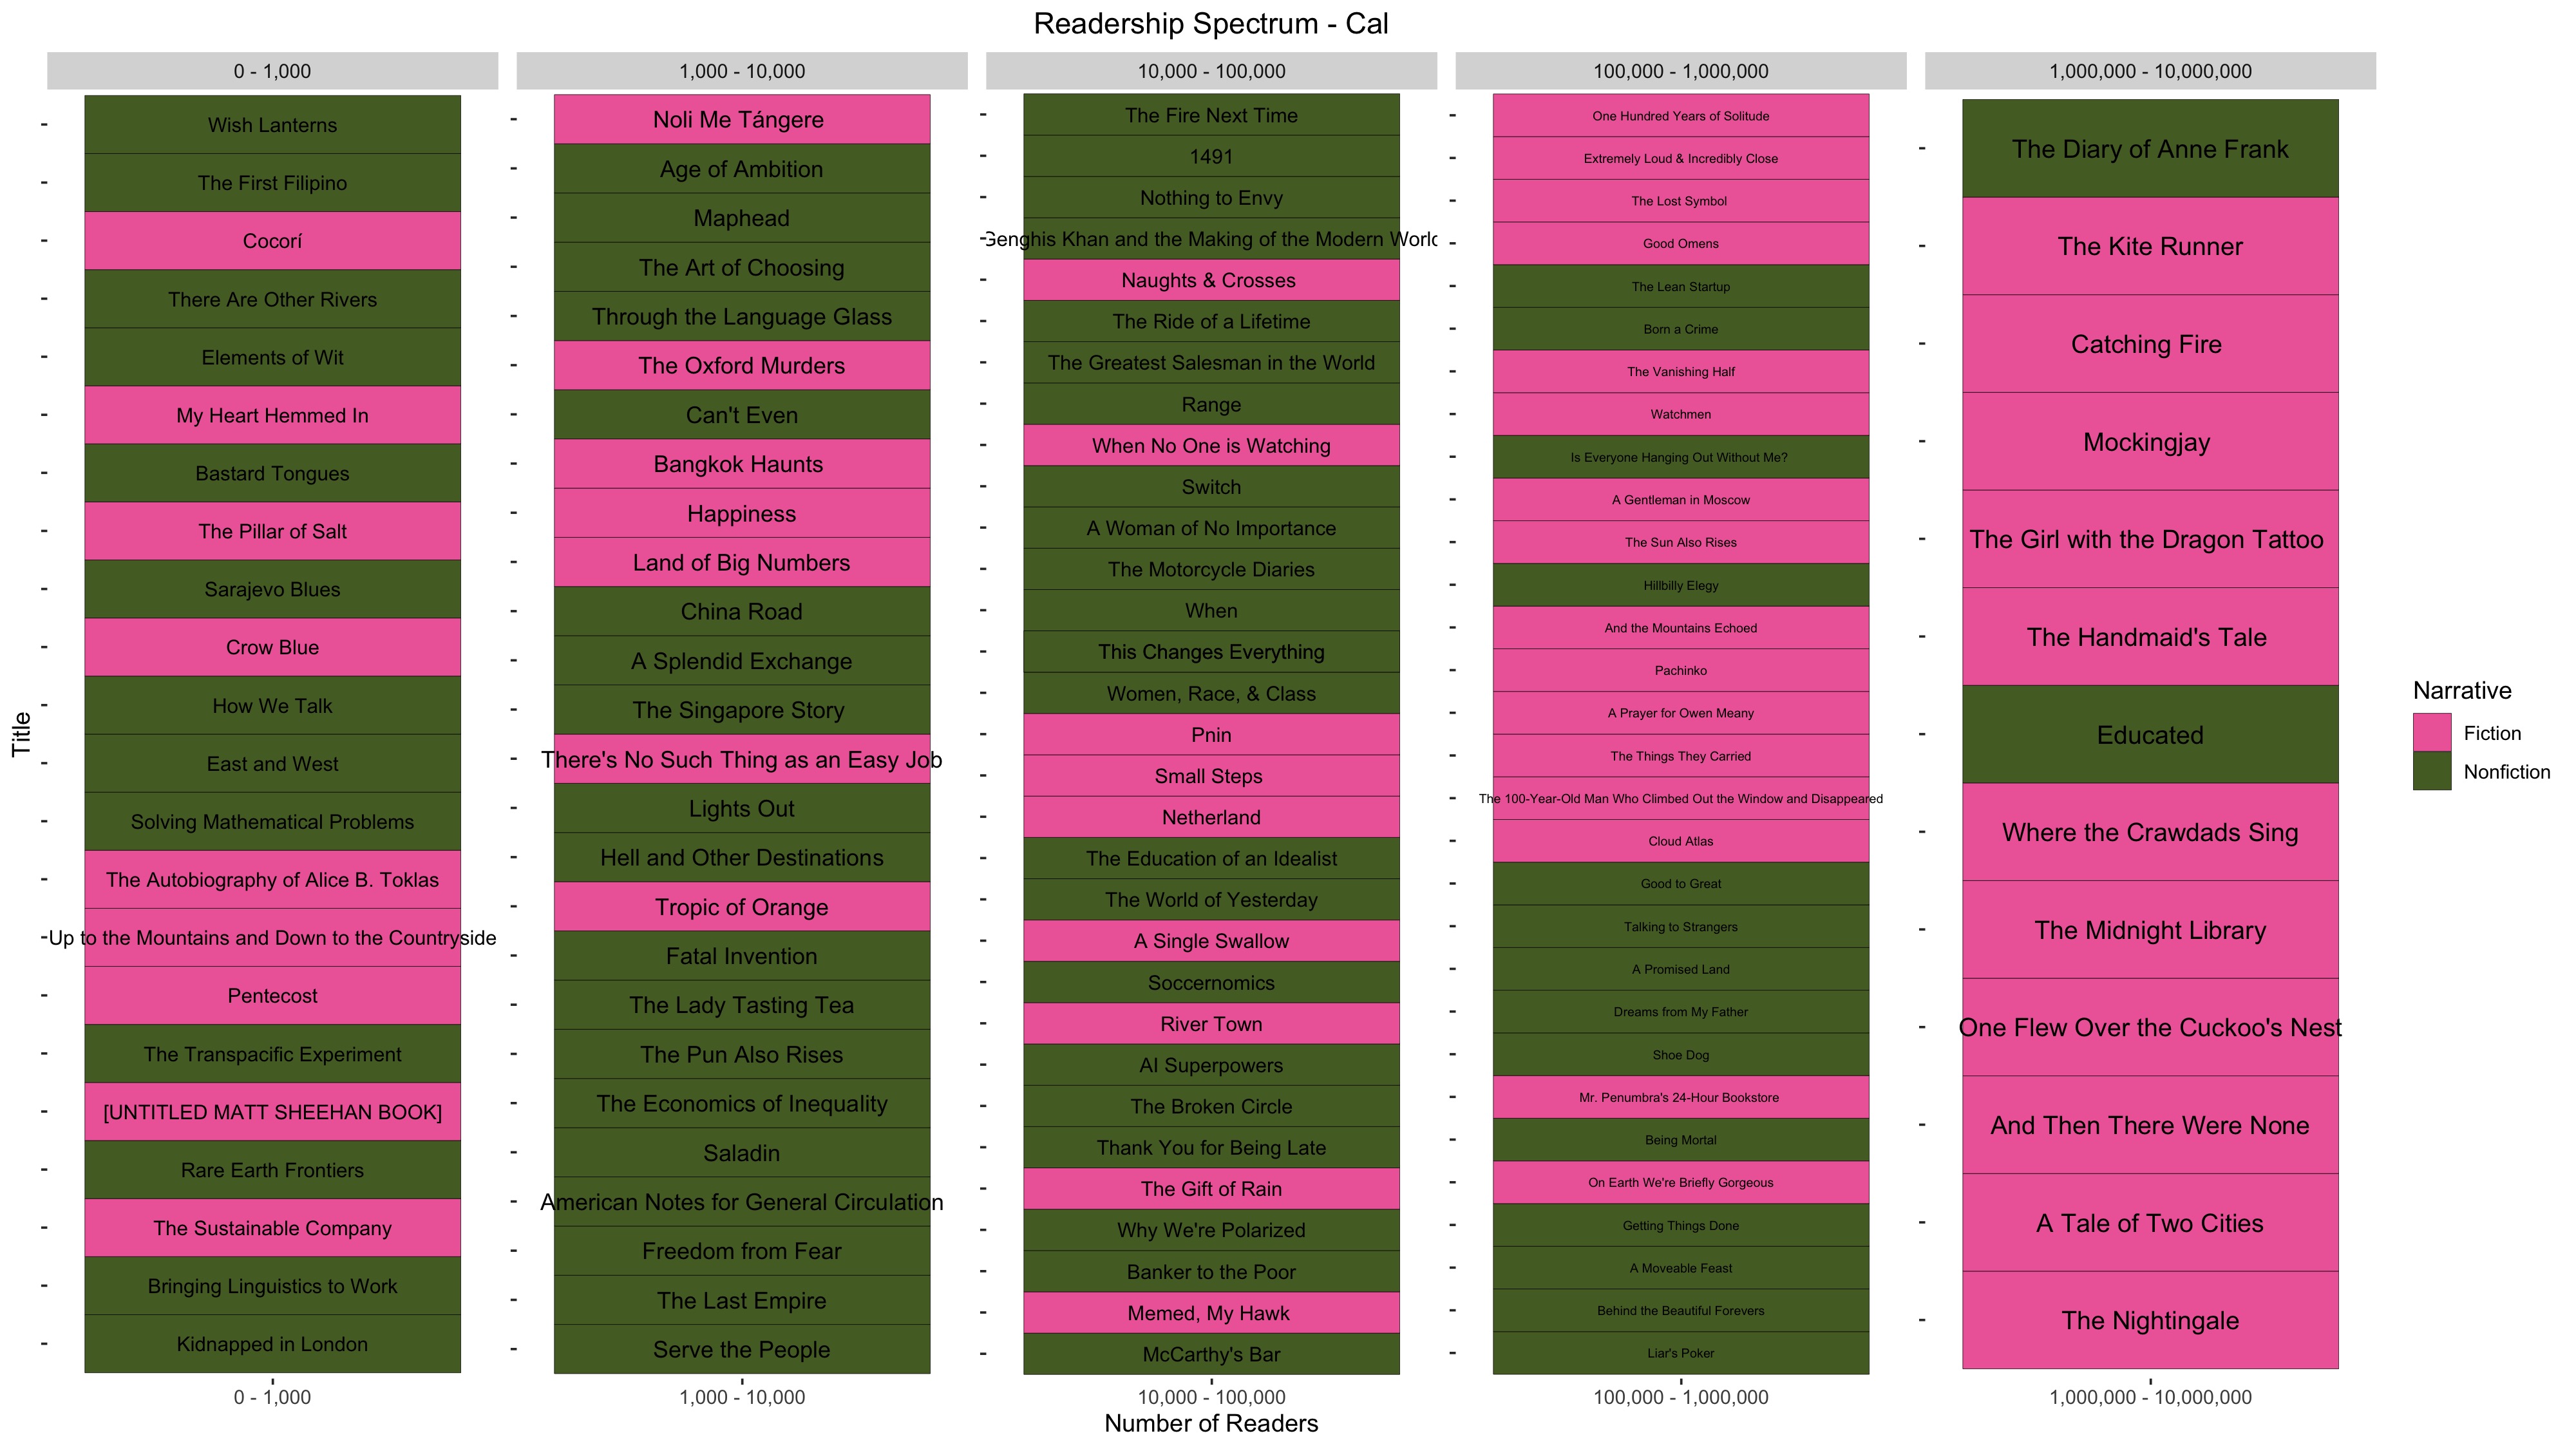 Readership Spectrum - Cal
0 - 1,000
Wish Lanterns
The First Filipino
Cocorí
There Are Other Rivers
Elements of Wit
My Heart Hemmed In
Bastard Tongues
The Pillar of Salt
Sarajevo Blues
Crow Blue
How We Talk
East and West
Solving Mathematical Problems
The Autobiography of Alice B. Toklas
Up to the Mountains and Down to the Countryside
Pentecost
The Transpacific Experiment
[UNTITLED MATT SHEEHAN BOOK]
Rare Earth Frontiers
The Sustainable Company
Bringing Linguistics to Work
Kidnapped in London
0 - 1,000
1,000 - 10,000
Noli Me Tángere
Age of Ambition
Maphead
The Art of Choosing
Through the Language Glass
The Oxford Murders
Can't Even
Bangkok Haunts
Happiness
Land of Big Numbers
China Road
A Splendid Exchange
The Singapore Story
There's No Such Thing as an Easy Job
Lights Out
Hell and Other Destinations
Tropic of Orange
Fatal Invention
The Lady Tasting Tea
The Pun Also Rises
The Economics of Inequality
Saladin
American Notes for General Circulation
Freedom from Fear
The Last Empire
Serve the People
1,000 - 10,000
10,000 - 100,000
The Fire Next Time
1491
Nothing to Envy
Genghis Khan and the Making of the Modern World
Naughts & Crosses
The Ride of a Lifetime
The Greatest Salesman in the World
Range
When No One is Watching
Switch
A Woman of No Importance
The Motorcycle Diaries
When
This Changes Everything
Women, Race, & Class
Pnin
Small Steps
Netherland
The Education of an Idealist
The World of Yesterday
A Single Swallow
Soccernomics
River Town
AI Superpowers
The Broken Circle
Thank You for Being Late
The Gift of Rain
Why We're Polarized
Banker to the Poor
Memed, My Hawk
McCarthy's Bar
10,000 - 100,000
100,000 - 1,000,000
One Hundred Years of Solitude
Extremely Loud & Incredibly Close
The Lost Symbol
Good Omens
The Lean Startup
Born a Crime
The Vanishing Half
Watchmen
Is Everyone Hanging Out Without Me?
A Gentleman in Moscow
The Sun Also Rises
Hillbilly Elegy
And the Mountains Echoed
Pachinko
A Prayer for Owen Meany
The Things They Carried
The 100-Year-Old Man Who Climbed Out the Window and Disappeared
Cloud Atlas
Good to Great
Talking to Strangers
A Promised Land
Dreams from My Father
Shoe Dog
Mr. Penumbra's 24-Hour Bookstore
Being Mortal
On Earth We're Briefly Gorgeous
Getting Things Done
A Moveable Feast
Behind the Beautiful Forevers
Liar's Poker
100,000 - 1,000,000
1,000,000 - 10,000,000
The Diary of Anne Frank
The Kite Runner
Catching Fire
Mockingjay
The Girl with the Dragon Tattoo
The Handmaid's Tale
Educated
Where the Crawdads Sing
The Midnight Library
One Flew Over the Cuckoo's Nest
And Then There Were None
A Tale of Two Cities
The Nightingale
1,000,000 - 10,000,000
Title
Number of Readers
Narrative
Fiction
Nonfiction